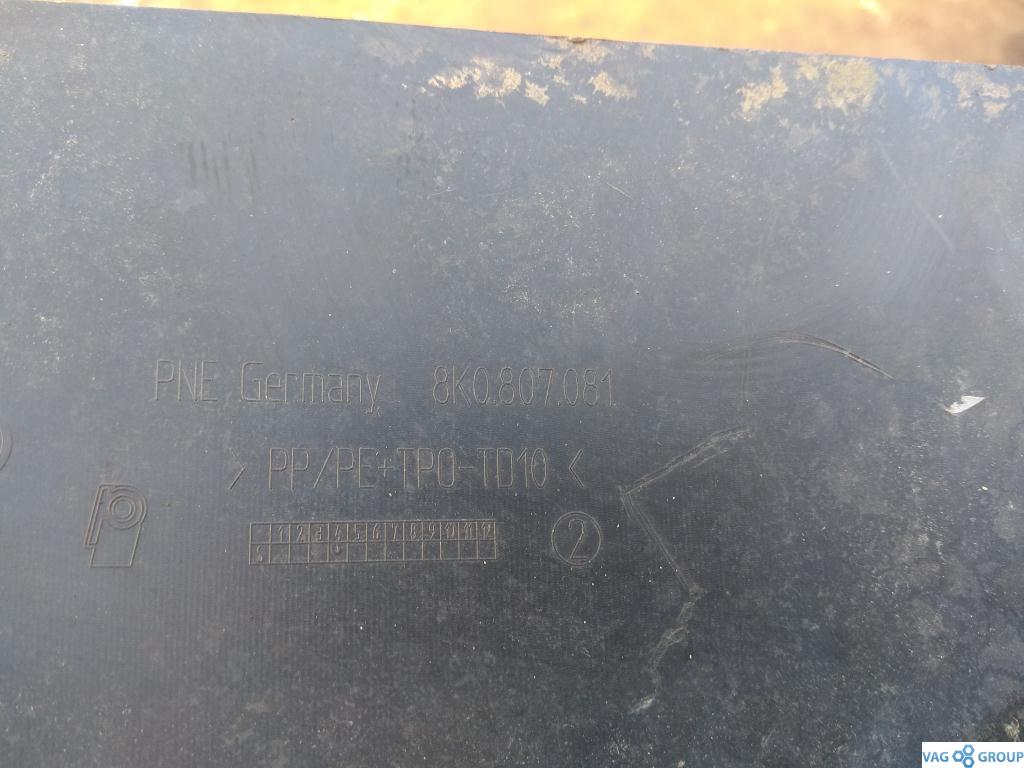 PNE Germany 8K0.807.081
> PP/PE+TPO-TD10 <
1 2 3 4 5 6 7 8 9 10 11 12
2
VAG GROUP